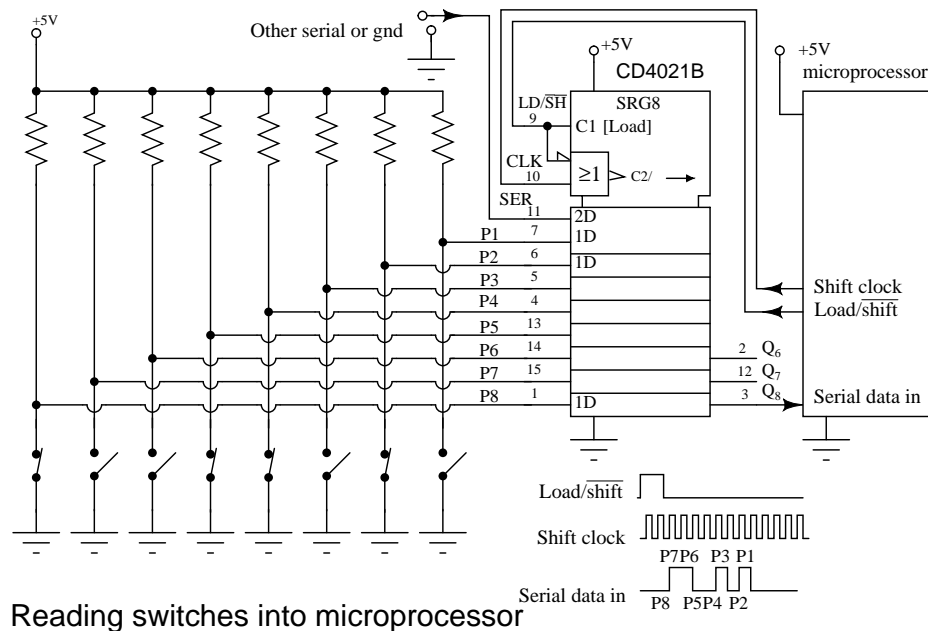 +5V
Other serial or gnd
+5V
CD4021B
+5V
microprocessor
LD/SH
SRG8
9
C1 [Load]
CLK
10
≥1
C2/
SER
11
2D
P1
7
1D
P2
6
1D
P3
5
Shift clock
P4
4
Load/shift
P5
13
P6
14
2
Q6
P7
15
12
Q7
P8
1
1D
3
Q8
Serial data in
Load/shift
Shift clock
P7P6 P3 P1
Serial data in
P8 P5P4 P2
Reading switches into microprocessor